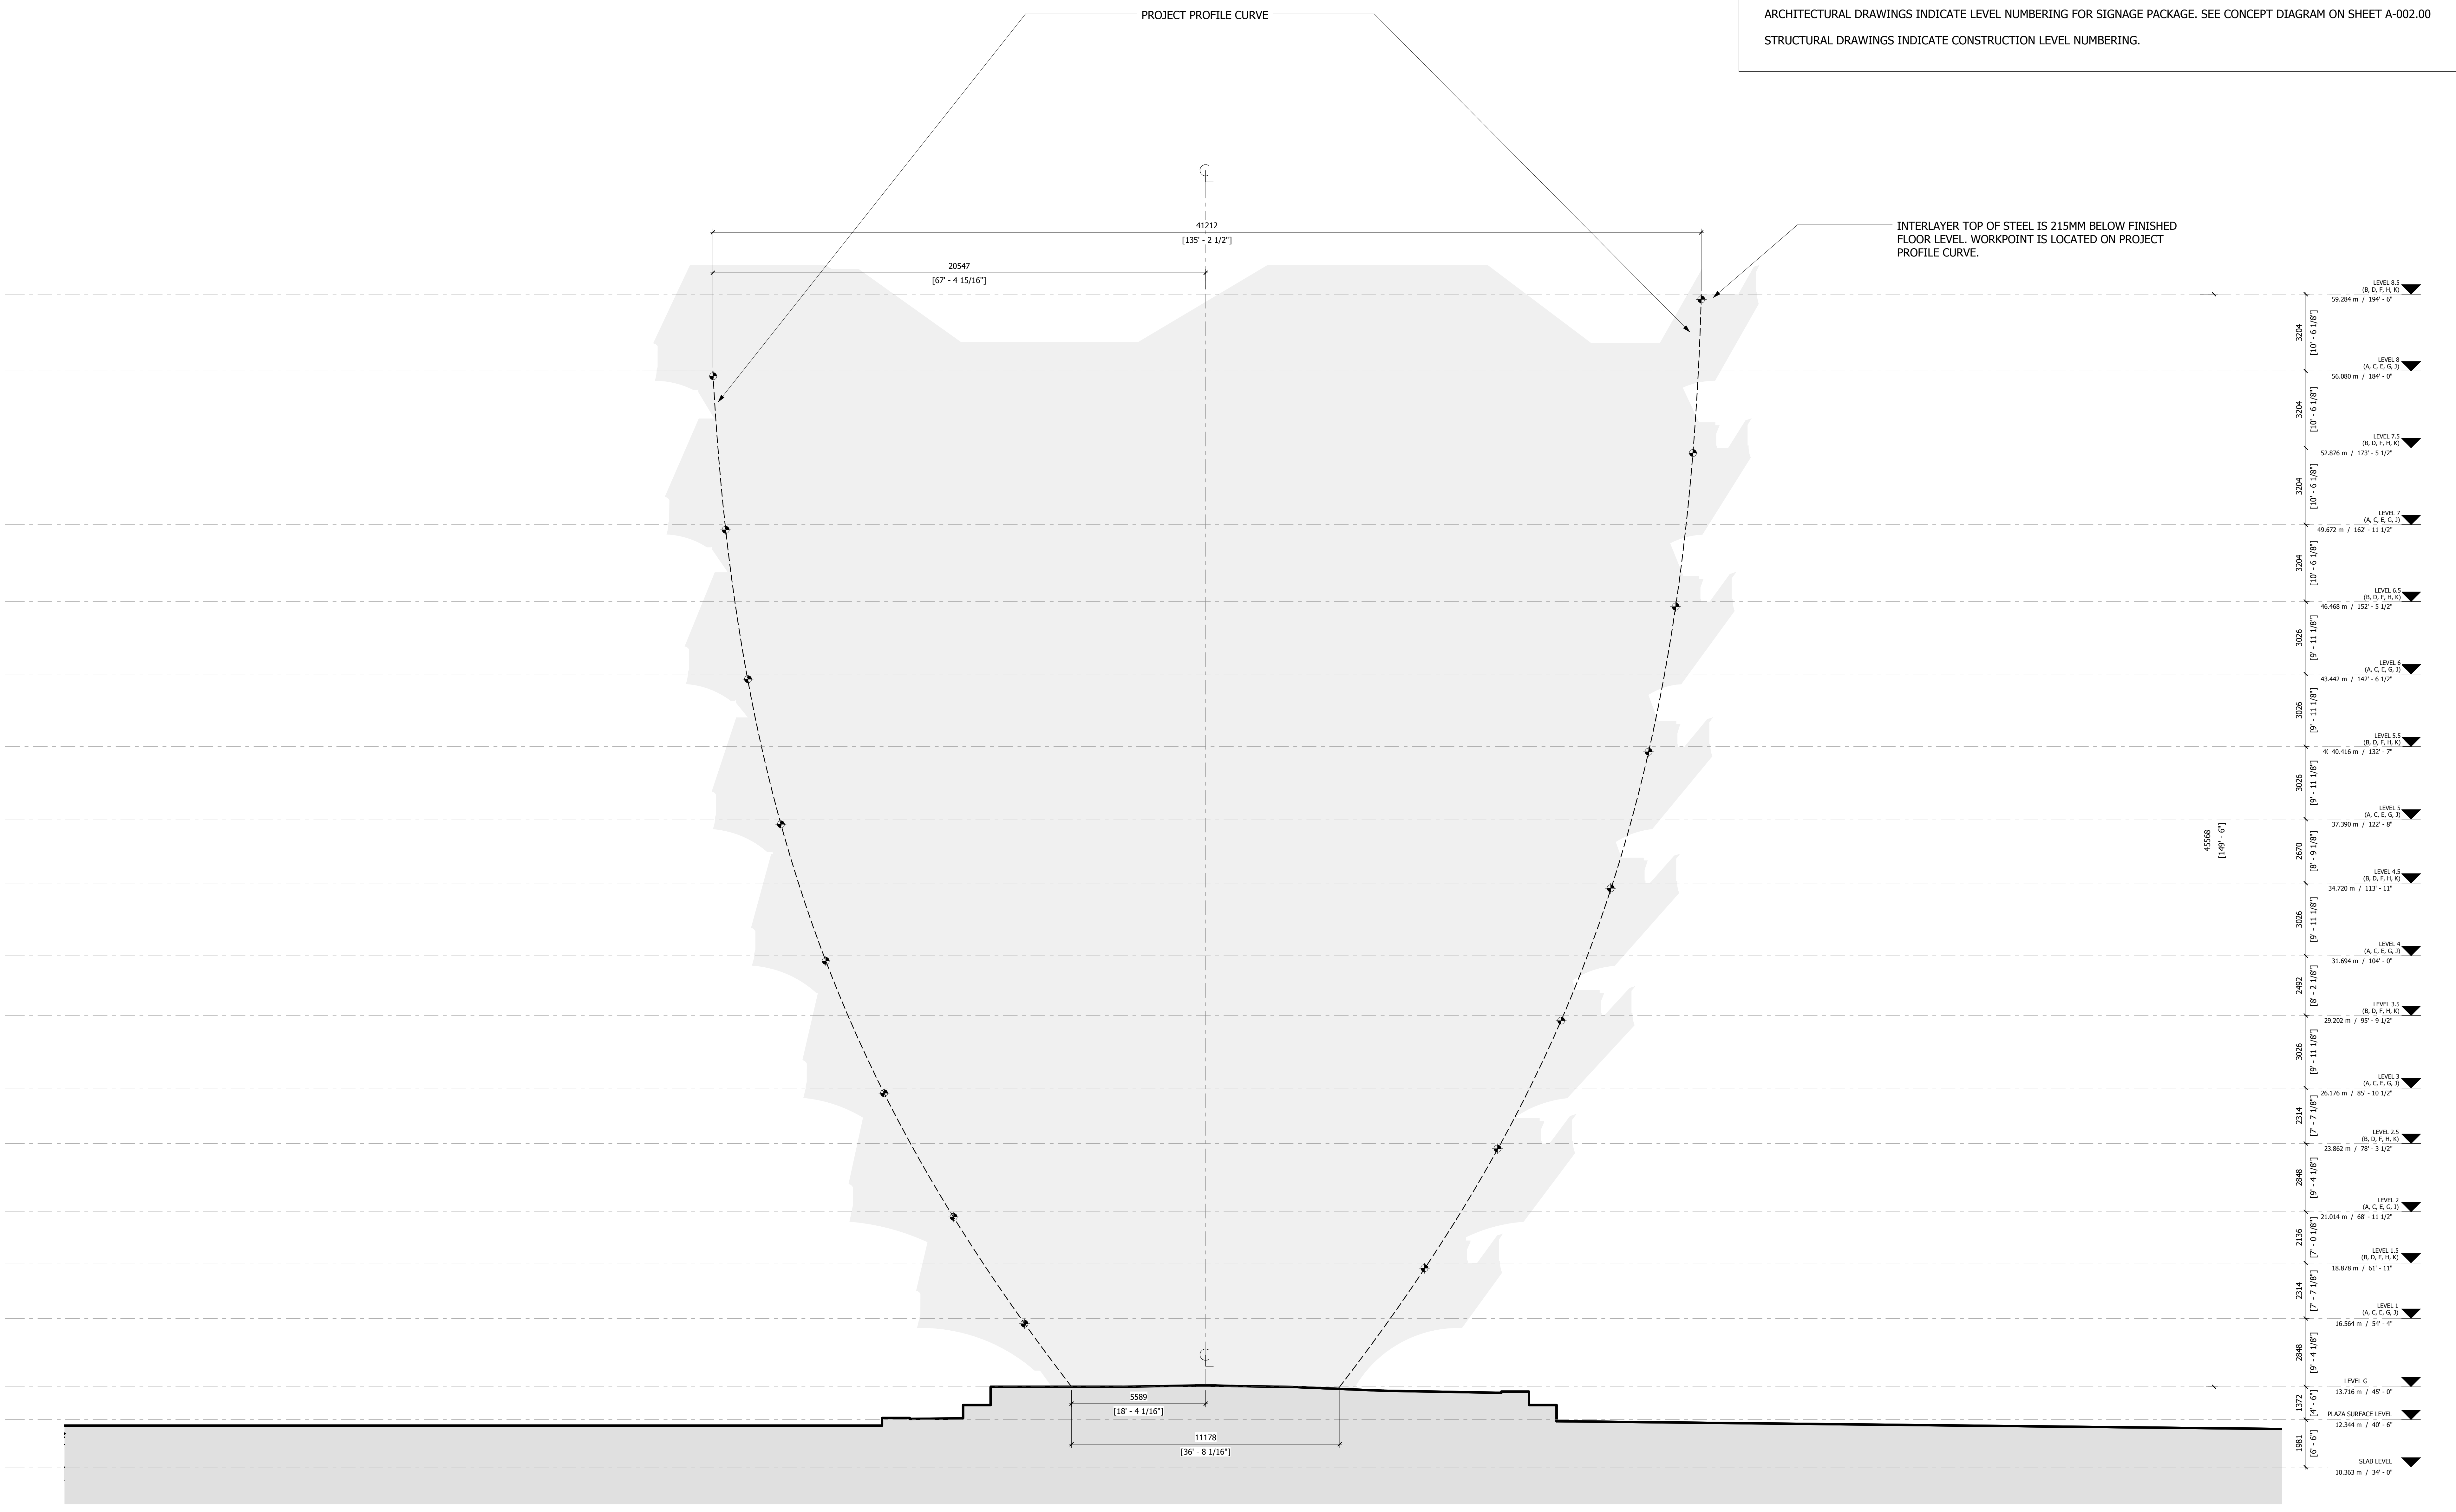 PROJECT PROFILE CURVE
ARCHITECTURAL DRAWINGS INDICATE LEVEL NUMBERING FOR SIGNAGE PACKAGE. SEE CONCEPT DIAGRAM ON SHEET A-002.00
STRUCTURAL DRAWINGS INDICATE CONSTRUCTION LEVEL NUMBERING.
CL
41212
[135' - 2 1/2"]
20547
[67' - 4 15/16"]
INTERLAYER TOP OF STEEL IS 215MM BELOW FINISHED
FLOOR LEVEL. WORKPOINT IS LOCATED ON PROJECT
PROFILE CURVE.
LEVEL 8.5
(B, D, F, H, K)
59.284 m / 194' - 6"
3204
[10' - 6 1/8"]
LEVEL 8
(A, C, E, G, J)
56.080 m / 184' - 0"
3204
[10' - 6 1/8"]
LEVEL 7.5
(B, D, F, H, K)
52.876 m / 173' - 5 1/2"
3204
[10' - 6 1/8"]
LEVEL 7
(A, C, E, G, J)
49.672 m / 162' - 11 1/2"
3204
[10' - 6 1/8"]
LEVEL 6.5
(B, D, F, H, K)
46.468 m / 152' - 5 1/2"
3026
[9' - 11 1/8"]
LEVEL 6
(A, C, E, G, J)
43.442 m / 142' - 6 1/2"
3026
[9' - 11 1/8"]
LEVEL 5.5
(B, D, F, H, K)
40.416 m / 132' - 7"
3026
[9' - 11 1/8"]
LEVEL 5
(A, C, E, G, J)
37.390 m / 122' - 8"
45568
[149' - 6"]
2670
[8' - 9 1/8"]
LEVEL 4.5
(B, D, F, H, K)
34.720 m / 113' - 11"
3026
[9' - 11 1/8"]
LEVEL 4
(A, C, E, G, J)
31.694 m / 104' - 0"
2492
[8' - 2 1/8"]
LEVEL 3.5
(B, D, F, H, K)
29.202 m / 95' - 9 1/2"
3026
[9' - 11 1/8"]
LEVEL 3
(A, C, E, G, J)
26.176 m / 85' - 10 1/2"
2314
[7' - 7 1/8"]
LEVEL 2.5
(B, D, F, H, K)
23.862 m / 78' - 3 1/2"
2848
[9' - 4 1/8"]
LEVEL 2
(A, C, E, G, J)
21.014 m / 68' - 11 1/2"
2136
[7' - 0 1/8"]
LEVEL 1.5
(B, D, F, H, K)
18.878 m / 61' - 11"
2314
[7' - 7 1/8"]
LEVEL 1
(A, C, E, G, J)
16.564 m / 54' - 4"
2848
[9' - 4 1/8"]
CL
LEVEL G
13.716 m / 45' - 0"
5589
[18' - 4 1/16"]
1372
[4' - 6"]
PLAZA SURFACE LEVEL
12.344 m / 40' - 6"
11178
[36' - 8 1/16"]
1981
[6' - 6"]
SLAB LEVEL
10.363 m / 34' - 0"